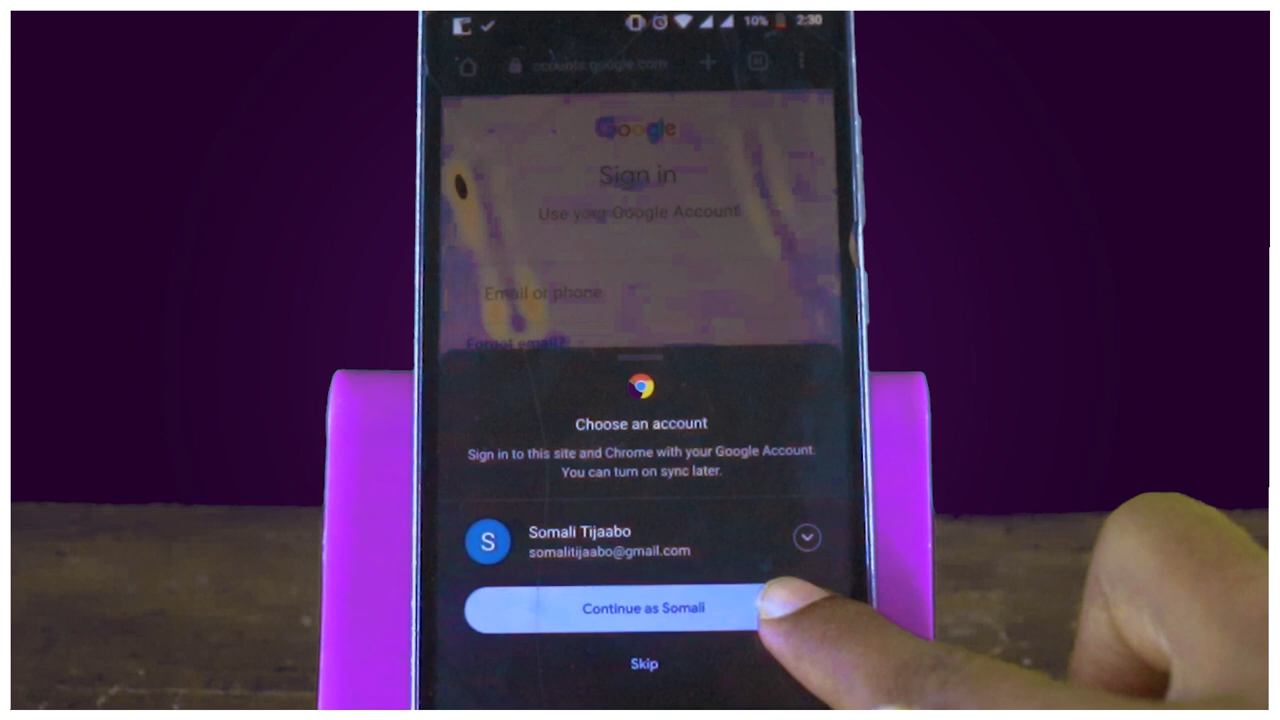 10% 2:30
accounts.google.com
Google
Sign in
Use your Google Account
Email or phone
Forgot email?
Choose an account
Sign in to this site and Chrome with your Google Account.
You can turn on sync later.
S
Somali Tijaabo
somalitijaabo@gmail.com
Continue as Somali
Skip